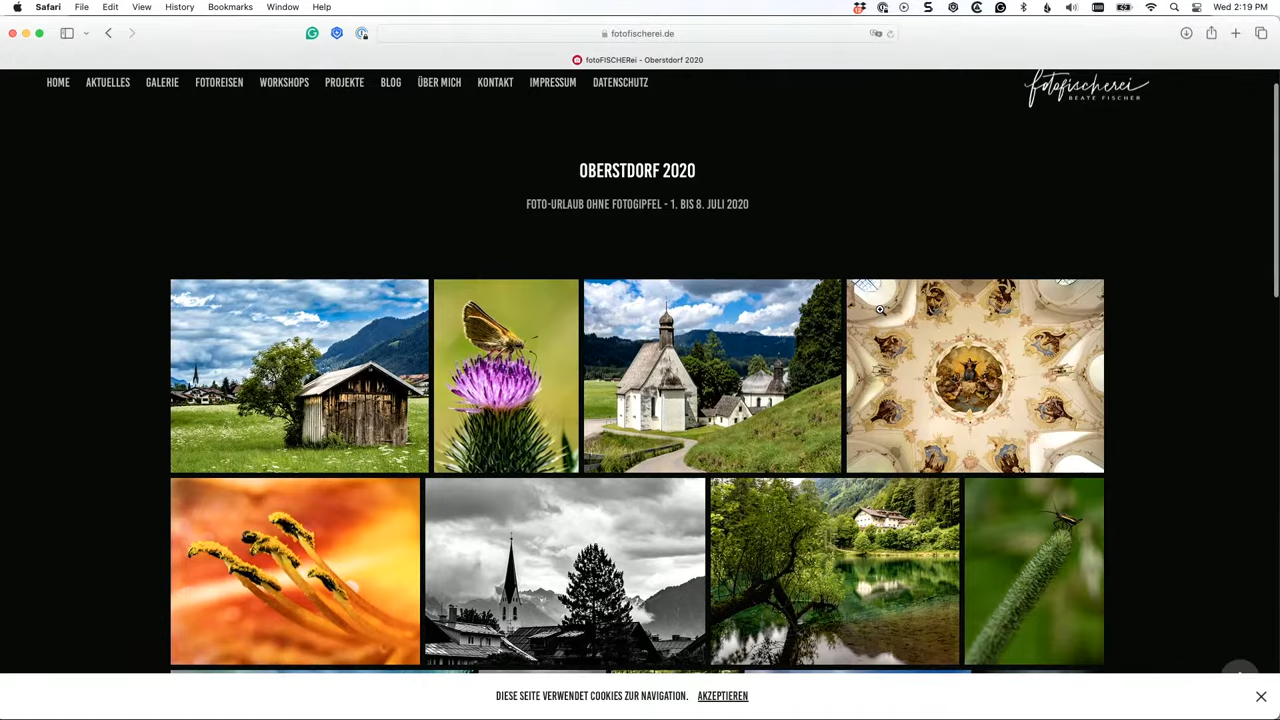 Safari File Edit View History Bookmarks Window Help Wed 2:19 PM
fotofischerei.de
fotoFISCHERei - Oberstdorf 2020
HOME AKTUELLES GALERIE FOTOREISEN WORKSHOPS PROJEKTE BLOG ÜBER MICH KONTAKT IMPRESSUM DATENSCHUTZ
fotofischerei
BEATE FISCHER
OBERSTDORF 2020
FOTO-URLAUB OHNE FOTOGIPFEL - 1. BIS 8. JULI 2020
DIESE SEITE VERWENDET COOKIES ZUR NAVIGATION. AKZEPTIEREN